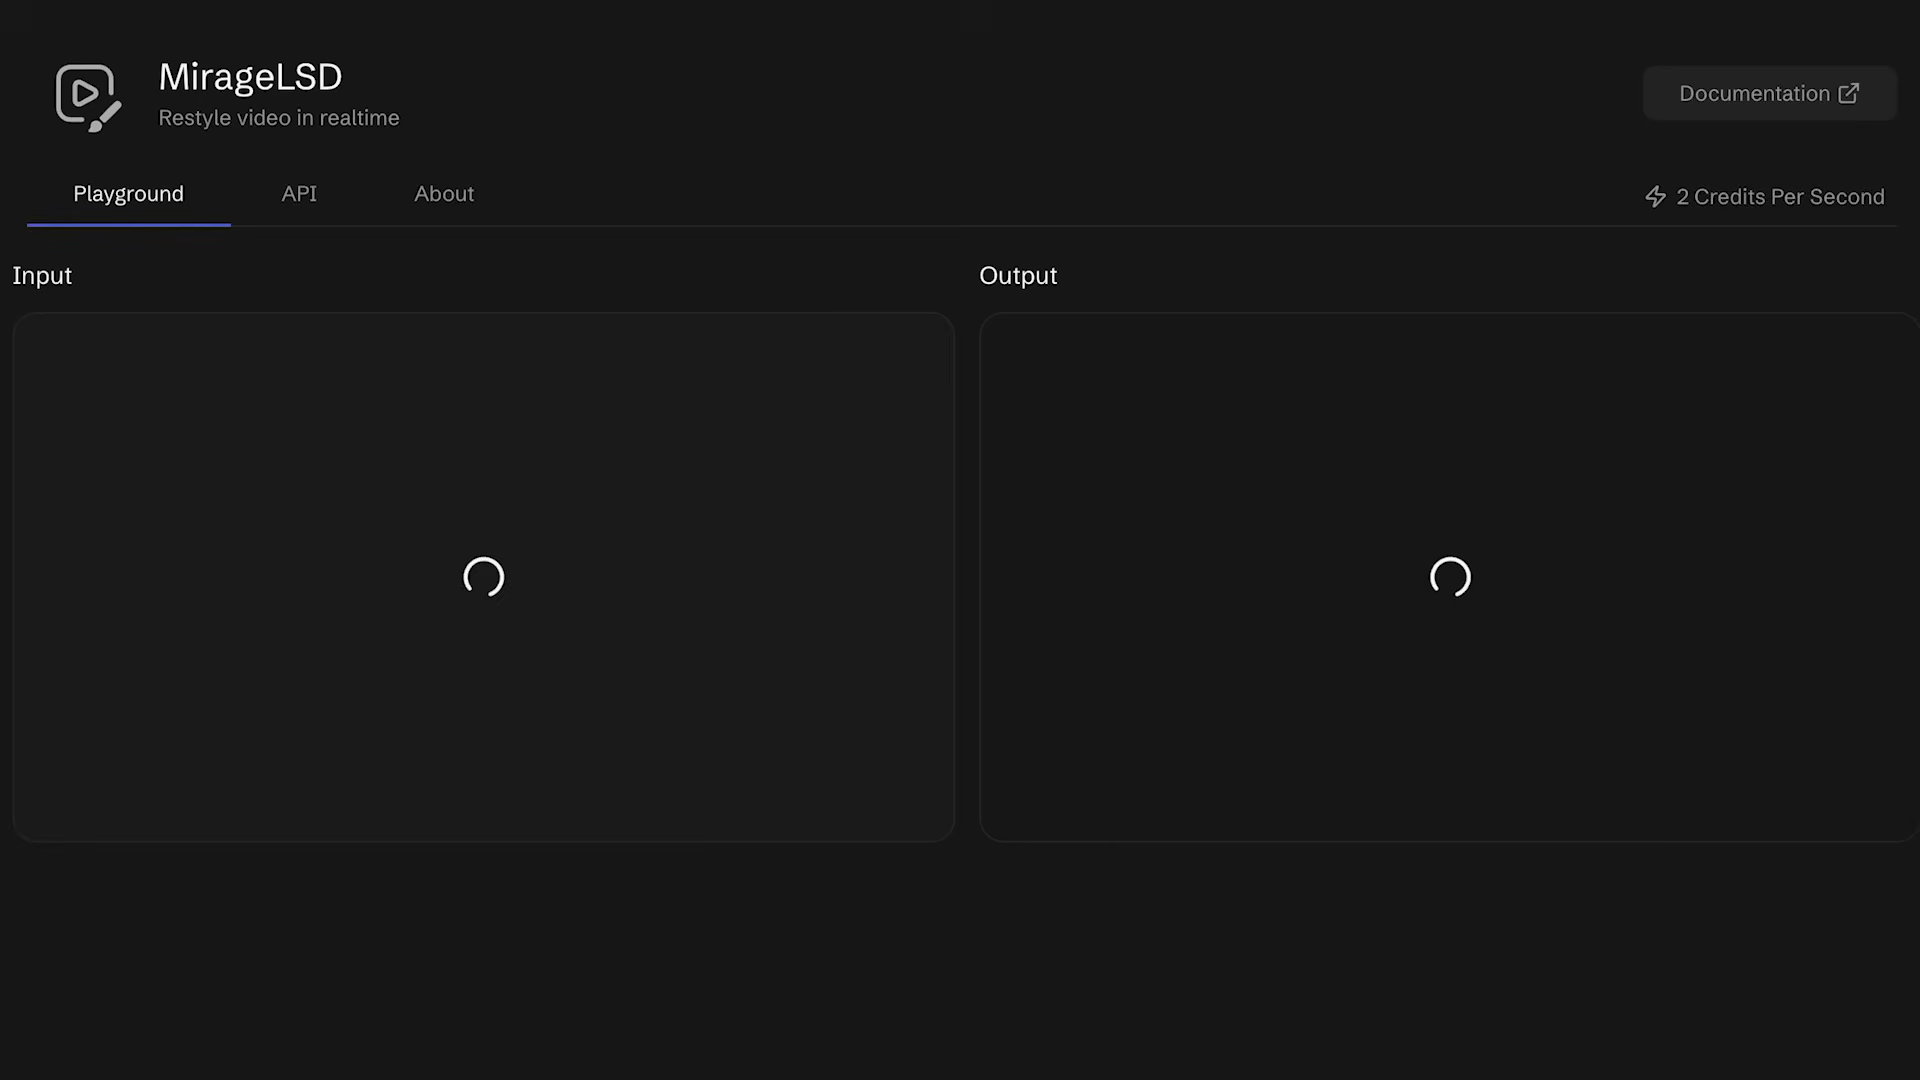 MirageLSD
Restyle video in realtime
Documentation
Playground
API
About
2 Credits Per Second
Input
Output